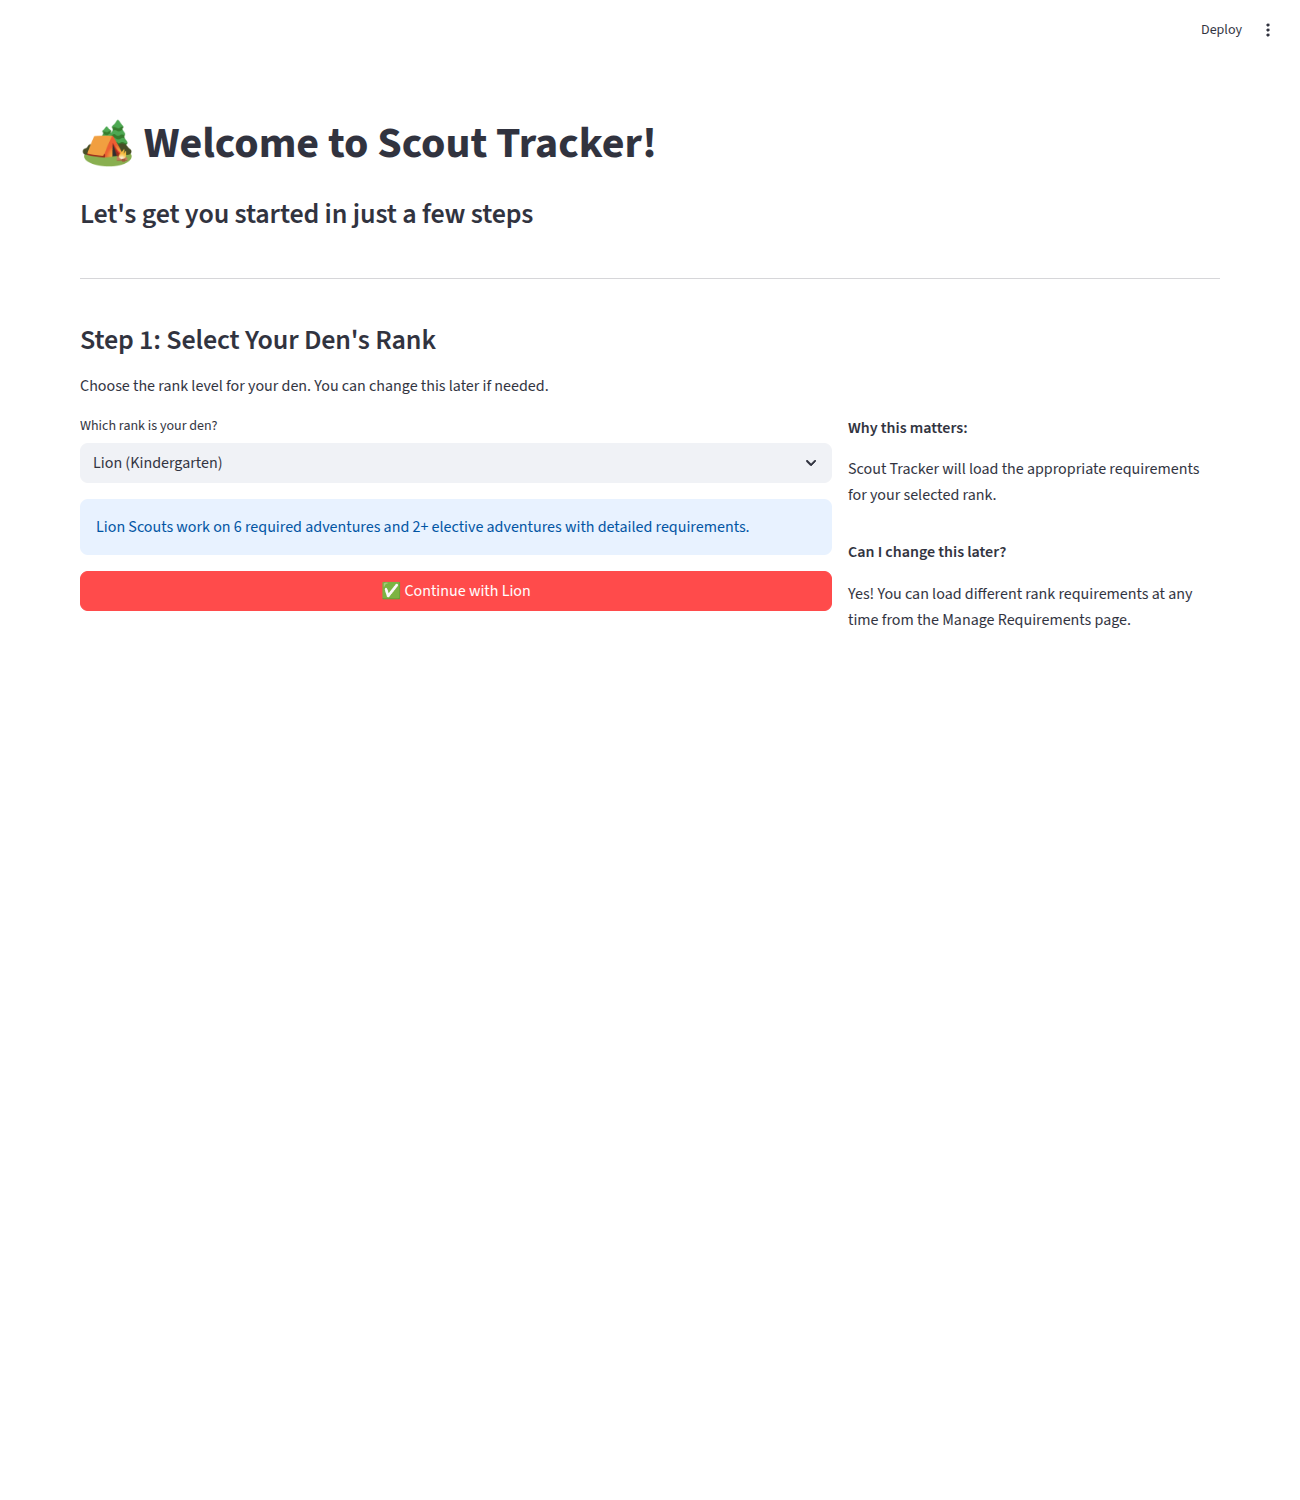 Deploy
Welcome to Scout Tracker!
Let's get you started in just a few steps
Step 1: Select Your Den's Rank
Choose the rank level for your den. You can change this later if needed.
Which rank is your den?
Lion (Kindergarten)
Lion Scouts work on 6 required adventures and 2+ elective adventures with detailed requirements.
✅ Continue with Lion
Why this matters:
Scout Tracker will load the appropriate requirements
for your selected rank.
Can I change this later?
Yes! You can load different rank requirements at any
time from the Manage Requirements page.